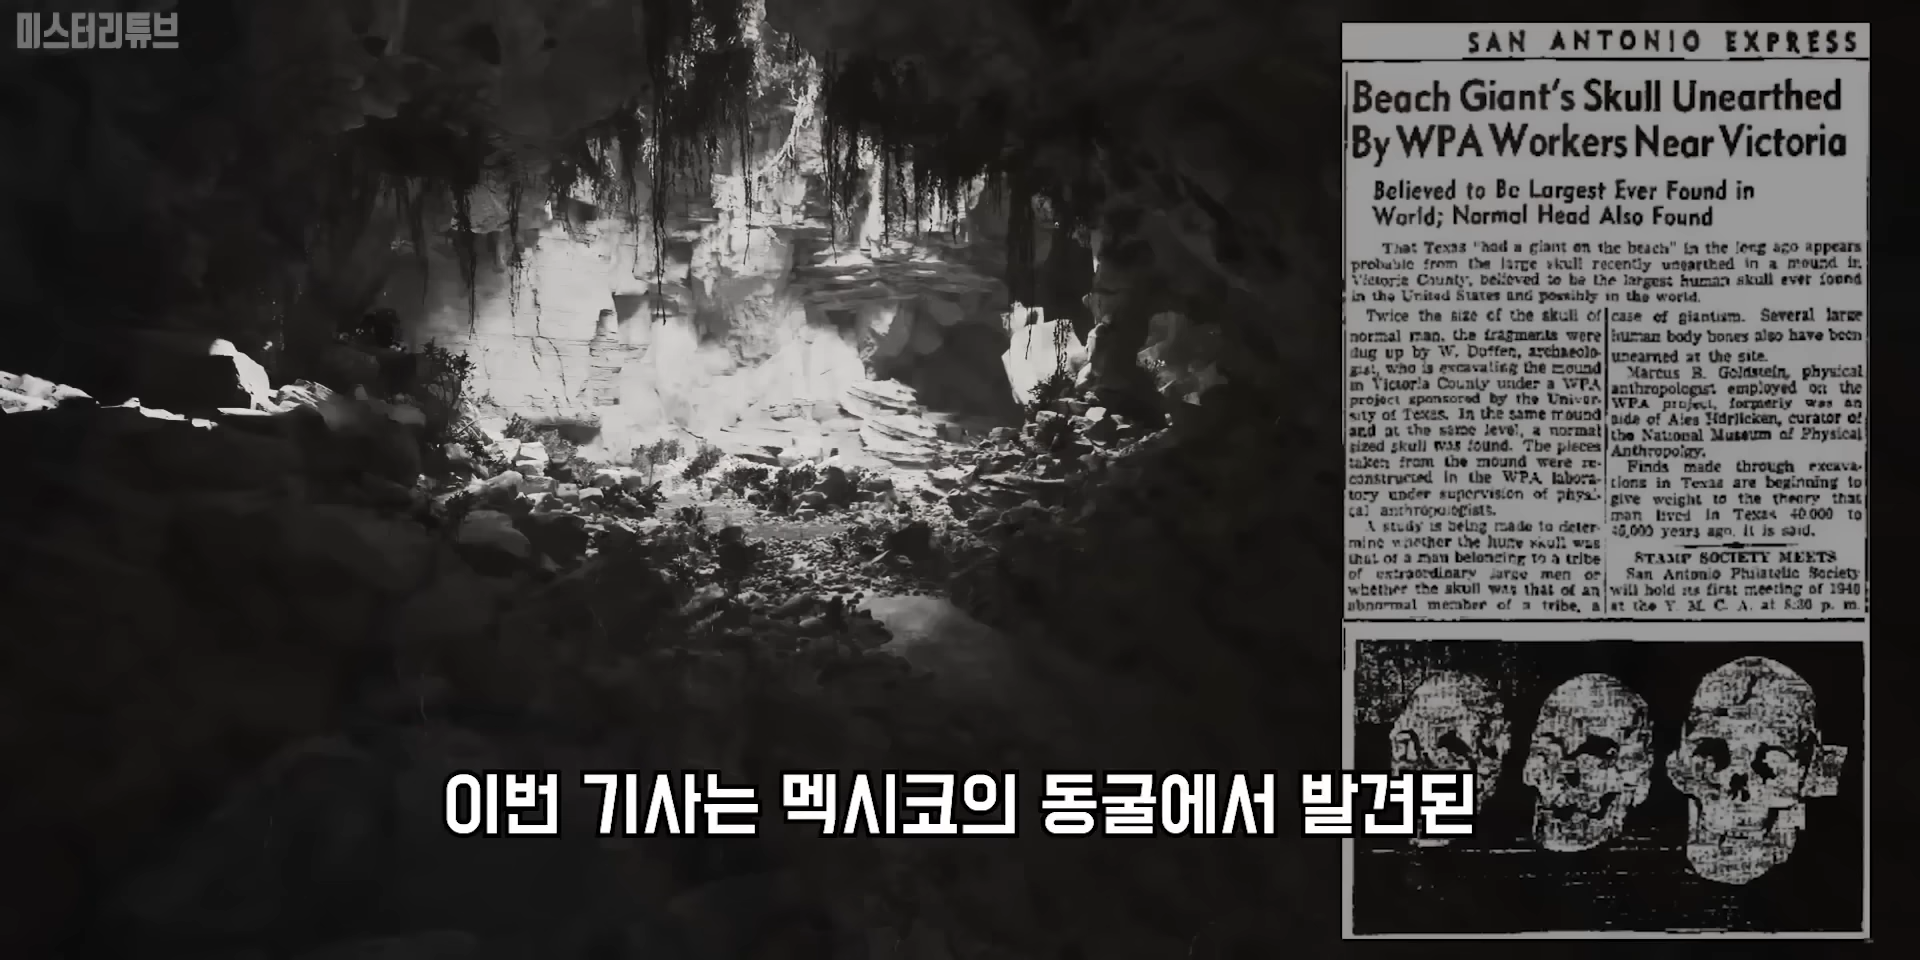 미스터리튜브
SAN ANTONIO EXPRESS
Beach Giant's Skull Unearthed
By WPA Workers Near Victoria
Believed to Be Largest Ever Found in
World; Normal Head Also Found
That Texas "had a giant on the beach" in the long ago appears
probable from the large skull recently unearthed in a mound in
Victoria County, believed to be the largest human skull ever found
in the United States and possibly in the world.
Twice the size of the skull of
normal man, the fragments were
dug up by W. Duffen, archaeolo-
gist, who is excavating the mound
in Victoria County under a WPA
project sponsored by the Univer-
sity of Texas. In the same mound
and at the same level, a normal
sized skull was found. The pieces
taken from the mound were re-
constructed in the WPA labora-
tory under supervision of physi-
cal anthropologists.
A study is being made to deter-
mine whether the huge skull was
that of a man belonging to a tribe
of extraordinary large men or
whether the skull was that of an
abnormal member of a tribe, a
case of giantism. Several large
human body bones also have been
unearned at the site.
Marcus B. Goldstein, physical
anthropologist employed on the
WPA project, formerly was an
aide of Ales Hdrlicken, curator of
the National Museum of Physical
Anthropolgy.
Finds made through excava-
tions in Texas are beginning to
give weight to the theory that
man lived in Texas 40,000 to
45,000 years ago, it is said.
STAMP SOCIETY MEETS
San Antonio Philatelic Society
will hold its first meeting of 1940
at the Y. M. C. A. at 8:30 p. m.
이번 기사는 멕시코의 동굴에서 발견된